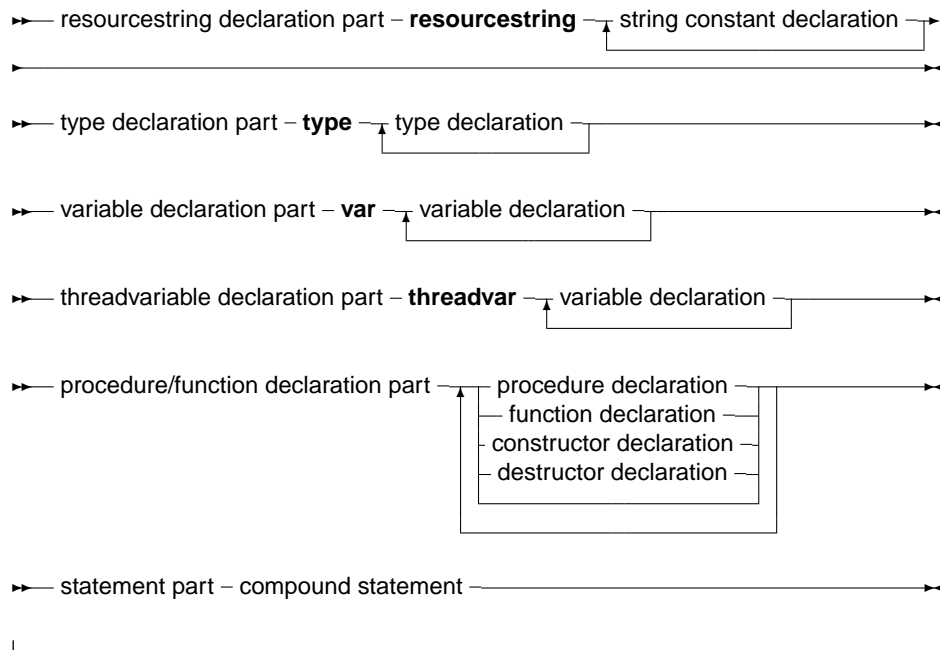 resourcestring declaration part – resourcestring – string constant declaration –
type declaration part – type – type declaration –
variable declaration part – var – variable declaration –
threadvariable declaration part – threadvar – variable declaration –
procedure/function declaration part – procedure declaration –
function declaration –
constructor declaration –
destructor declaration –
statement part – compound statement –